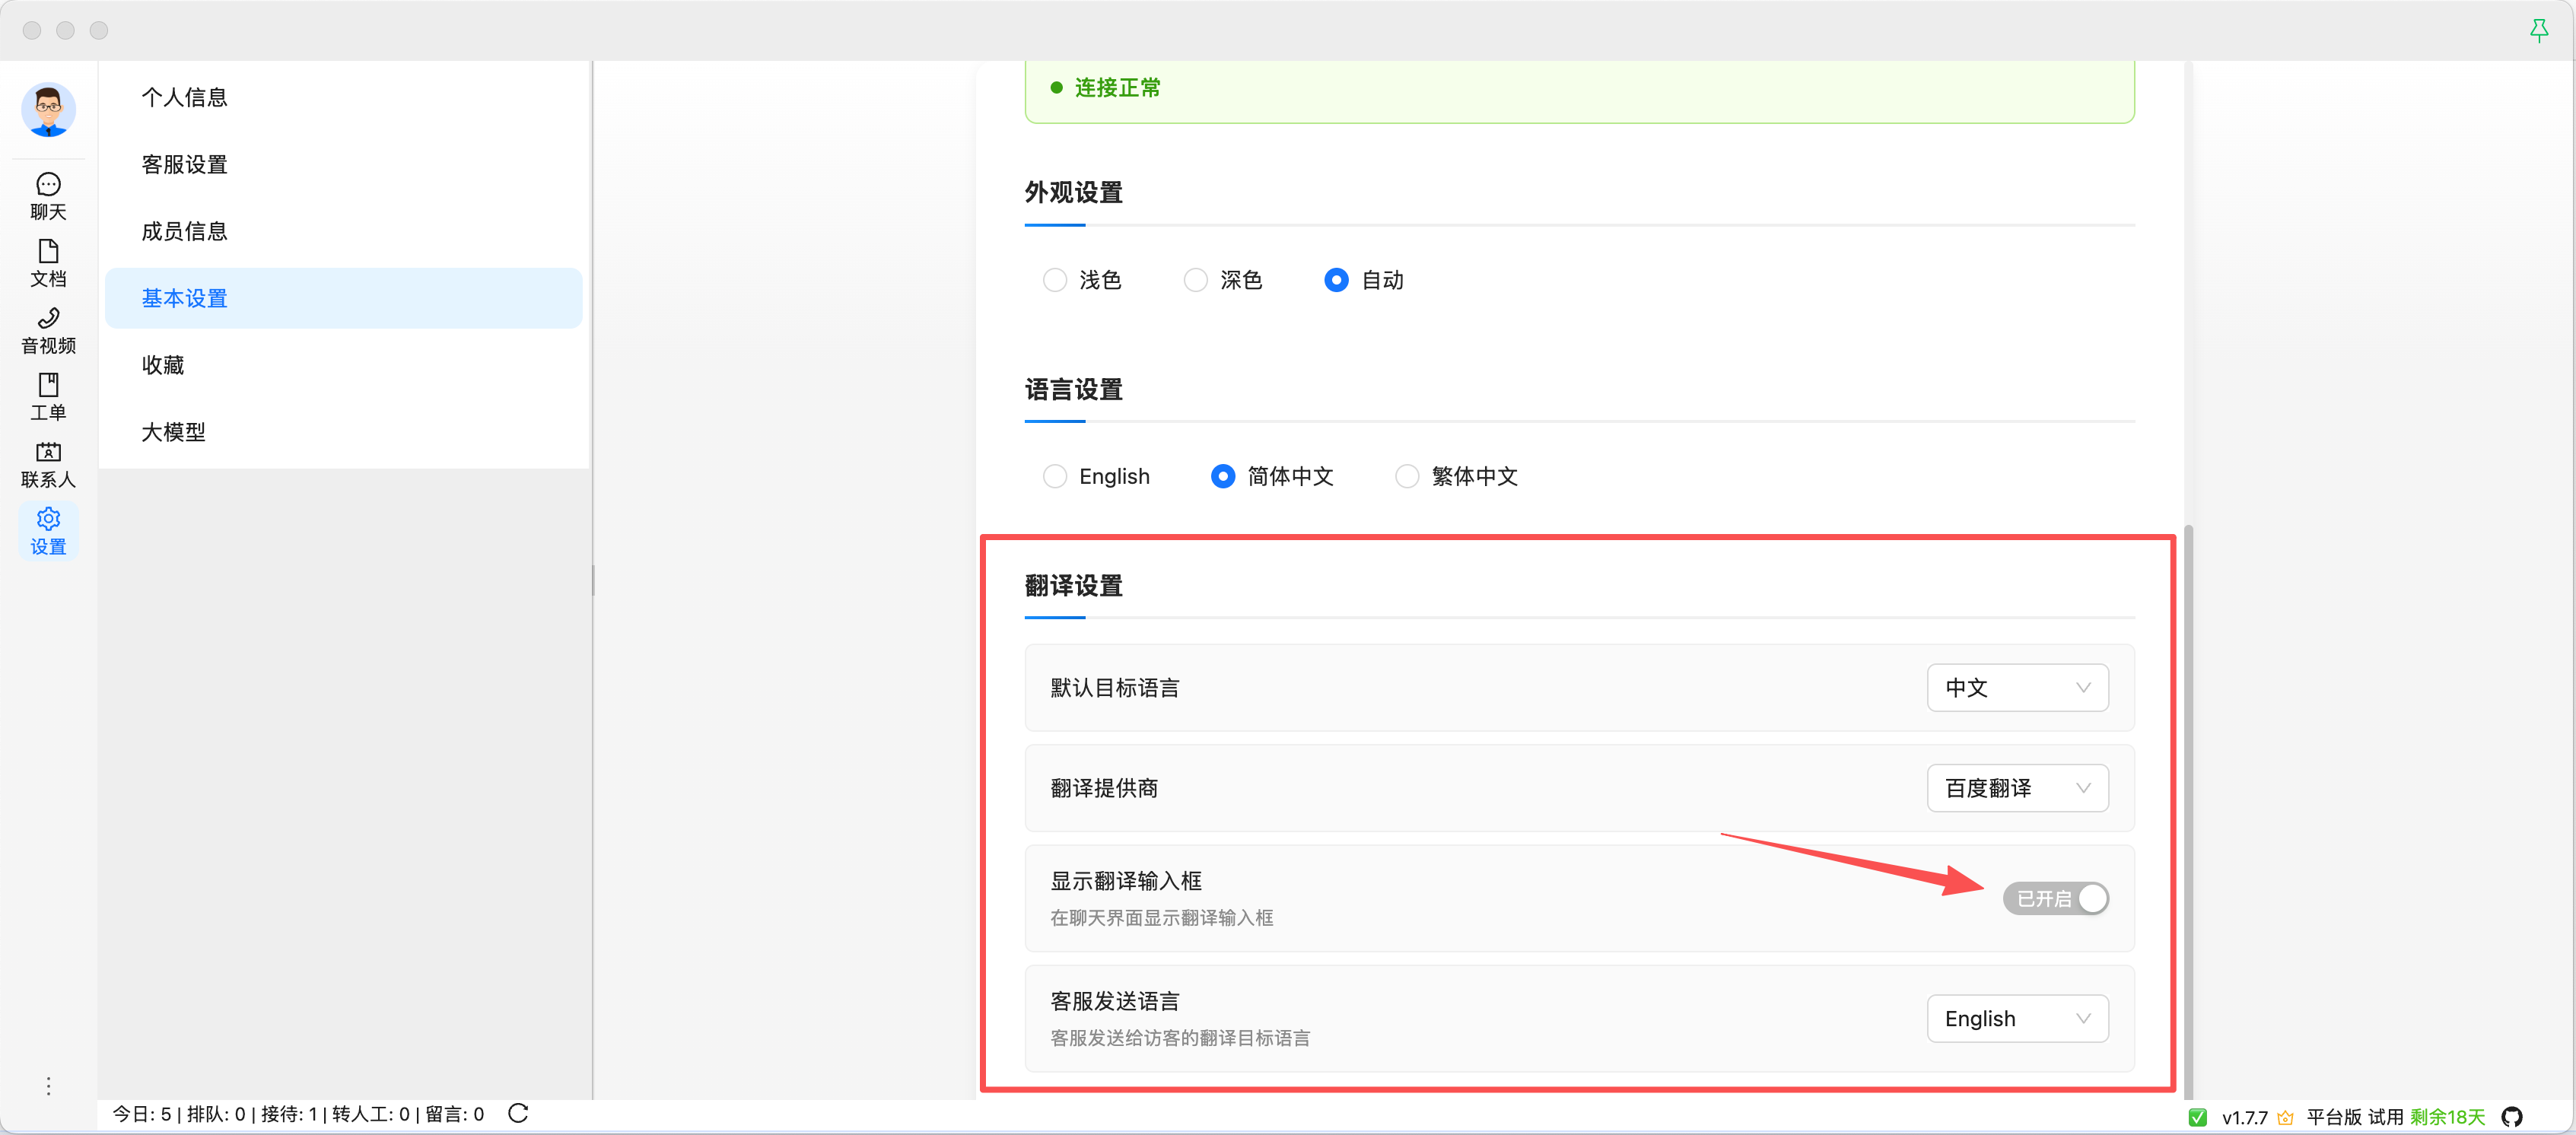 聊天
文档
音视频
工单
联系人
设置
个人信息
客服设置
成员信息
基本设置
收藏
大模型
连接正常
外观设置
浅色 深色 自动
语言设置
English 简体中文 繁体中文
翻译设置
默认目标语言 中文
翻译提供商 百度翻译
显示翻译输入框
在聊天界面显示翻译输入框
已开启
客服发送语言
客服发送给访客的翻译目标语言
English
今日: 5 | 排队: 0 | 接待: 1 | 转人工: 0 | 留言: 0
v1.7.7 平台版 试用 剩余18天